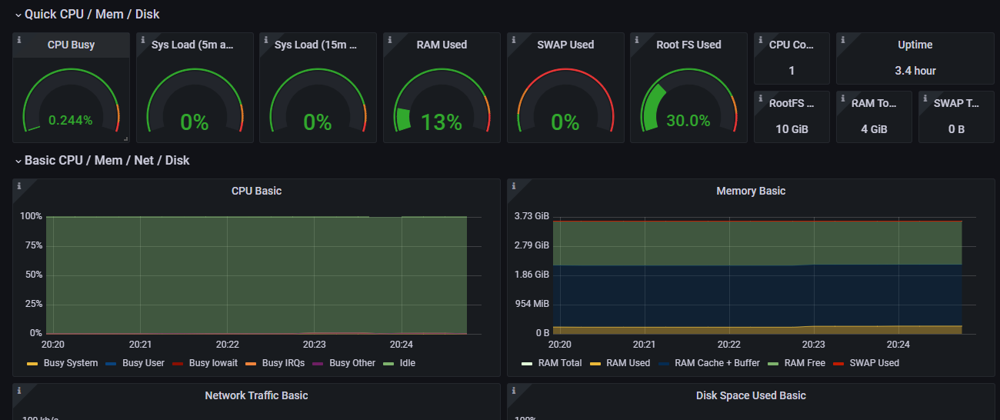 Quick CPU / Mem / Disk
CPU Busy
0.244%
Sys Load (5m a...
0%
Sys Load (15m ...
0%
RAM Used
13%
SWAP Used
0%
Root FS Used
30.0%
CPU Co...
1
Uptime
3.4 hour
RootFS ...
10 GiB
RAM To...
4 GiB
SWAP T...
0 B
Basic CPU / Mem / Net / Disk
CPU Basic
100%
75%
50%
25%
0%
20:20 20:21 20:22 20:23 20:24
Busy System Busy User Busy Iowait Busy IRQs Busy Other Idle
Memory Basic
3.73 GiB
2.79 GiB
1.86 GiB
954 MiB
0 B
20:20 20:21 20:22 20:23 20:24
RAM Total RAM Used RAM Cache + Buffer RAM Free SWAP Used
Network Traffic Basic
100 kb/s
Disk Space Used Basic
100%